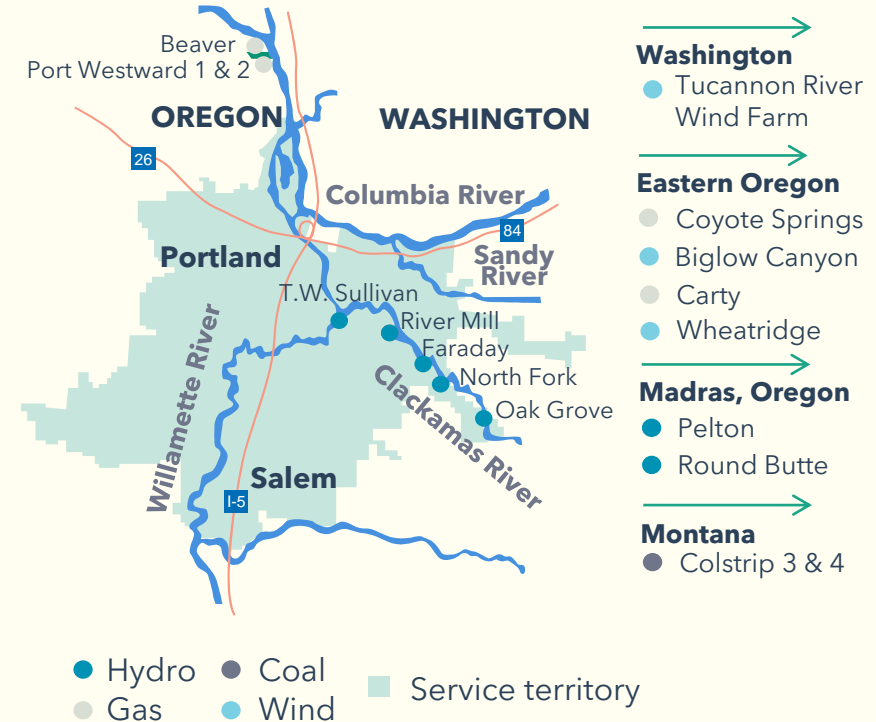 Beaver
Port Westward 1 & 2
OREGON
WASHINGTON
26
Columbia River
84
Portland
Sandy
River
T.W. Sullivan
River Mill
Faraday
North Fork
Oak Grove
Willamette River
Clackamas River
Salem
I-5
Washington
Tucannon River
Wind Farm
Eastern Oregon
Coyote Springs
Biglow Canyon
Carty
Wheatridge
Madras, Oregon
Pelton
Round Butte
Montana
Colstrip 3 & 4
Hydro
Coal
Gas
Wind
Service territory